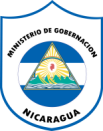 MINISTERIO DE GOBERNACION
NICARAGUA